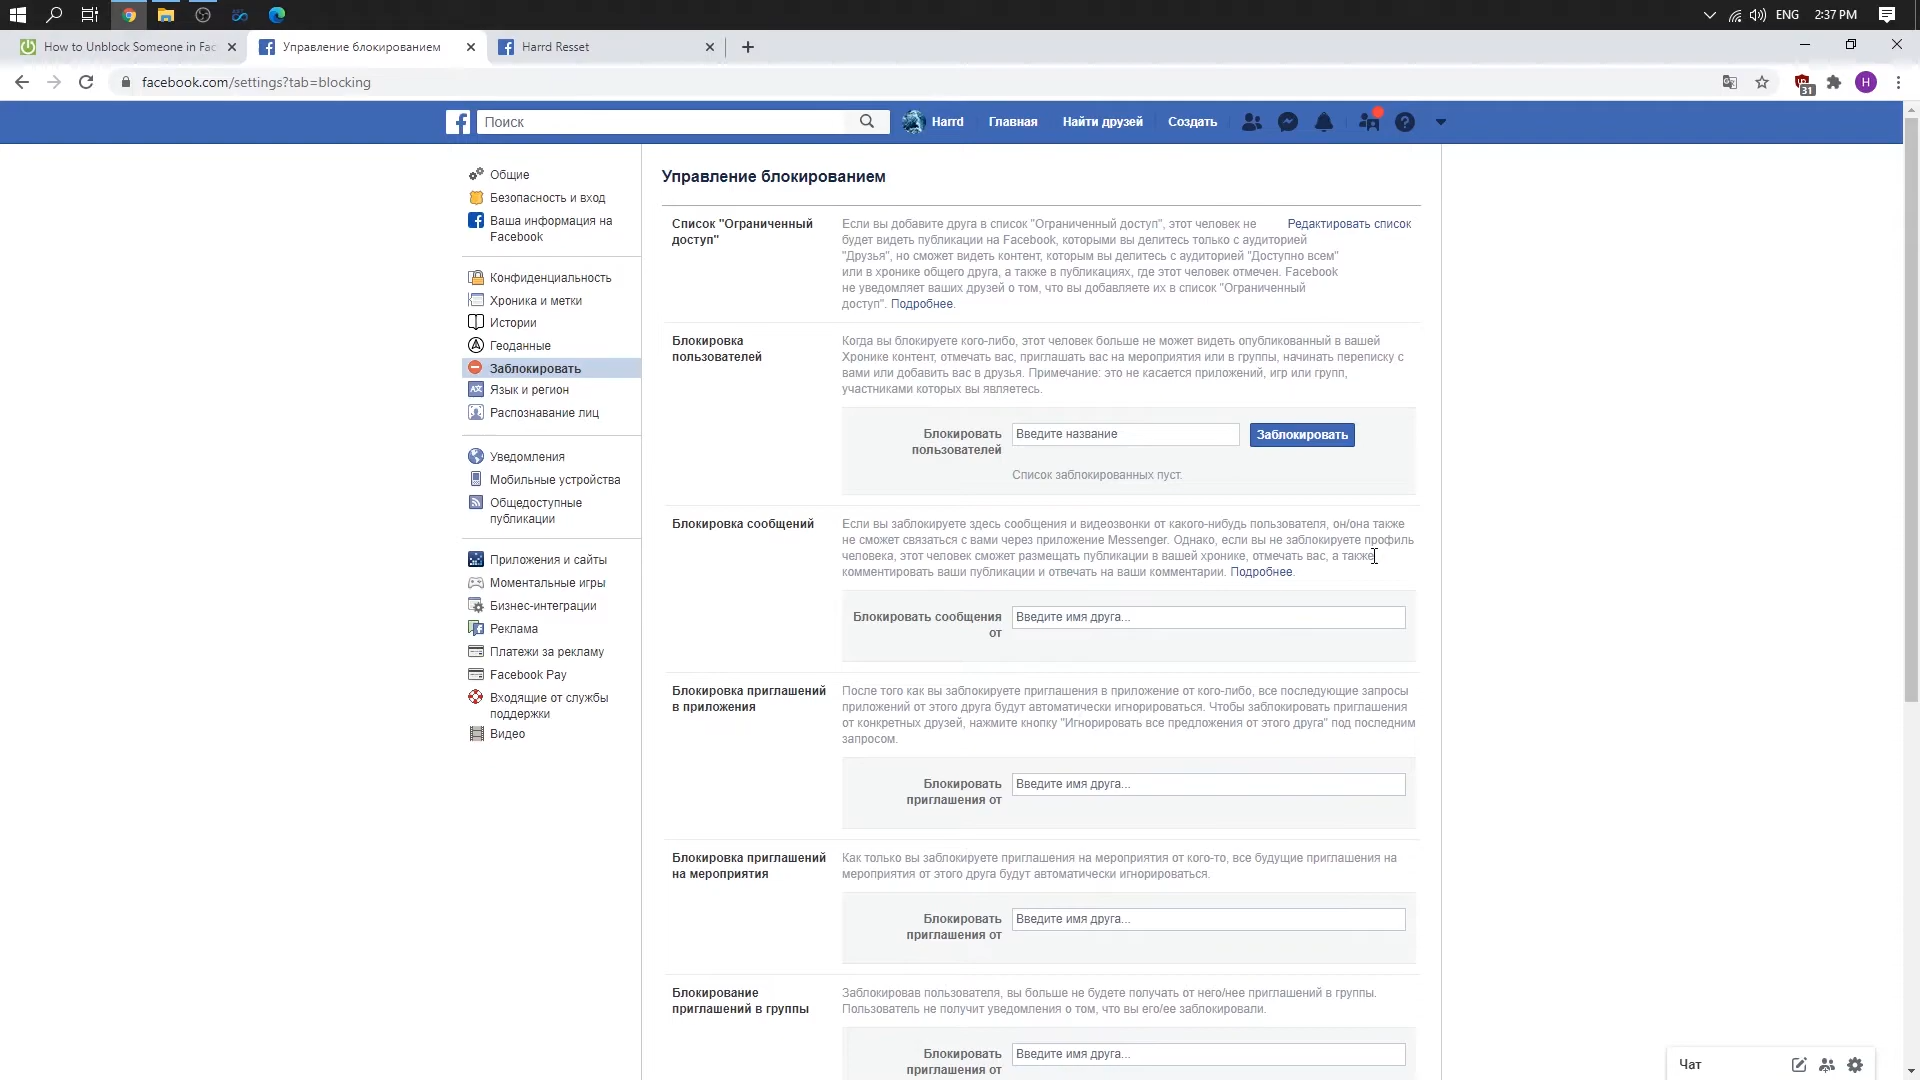 ENG 2:37 PM
How to Unblock Someone in Fac
Управление блокированием
Harrd Resset
facebook.com/settings?tab=blocking
31
H
Поиск
Harrd
Главная
Найти друзей
Создать
Общие
Безопасность и вход
Ваша информация на
Facebook
Конфиденциальность
Хроника и метки
Истории
Геоданные
Заблокировать
Язык и регион
Распознавание лиц
Уведомления
Мобильные устройства
Общедоступные
публикации
Приложения и сайты
Моментальные игры
Бизнес-интеграции
Реклама
Платежи за рекламу
Facebook Pay
Входящие от службы
поддержки
Видео
Управление блокированием
Список "Ограниченный
доступ"
Если вы добавите друга в список "Ограниченный доступ", этот человек не
будет видеть публикации на Facebook, которыми вы делитесь только с аудиторией
"Друзья", но сможет видеть контент, которым вы делитесь с аудиторией "Доступно всем"
или в хронике общего друга, а также в публикациях, где этот человек отмечен. Facebook
не уведомляет ваших друзей о том, что вы добавляете их в список "Ограниченный
доступ". Подробнее.
Редактировать список
Блокировка
пользователей
Когда вы блокируете кого-либо, этот человек больше не может видеть опубликованный в вашей
Хронике контент, отмечать вас, приглашать вас на мероприятия или в группы, начинать переписку с
вами или добавить вас в друзья. Примечание: это не касается приложений, игр или групп,
участниками которых вы являетесь.
Блокировать
пользователей
Введите название
Заблокировать
Список заблокированных пуст.
Блокировка сообщений
Если вы заблокируете здесь сообщения и видеозвонки от какого-нибудь пользователя, он/она также
не сможет связаться с вами через приложение Messenger. Однако, если вы не заблокируете профиль
человека, этот человек сможет размещать публикации в вашей хронике, отмечать вас, а также
комментировать ваши публикации и отвечать на ваши комментарии. Подробнее.
Блокировать сообщения
от
Введите имя друга...
Блокировка приглашений
в приложения
После того как вы заблокируете приглашения в приложение от кого-либо, все последующие запросы
приложений от этого друга будут автоматически игнорироваться. Чтобы заблокировать приглашения
от конкретных друзей, нажмите кнопку "Игнорировать все предложения от этого друга" под последним
запросом.
Блокировать
приглашения от
Введите имя друга...
Блокировка приглашений
на мероприятия
Как только вы заблокируете приглашения на мероприятия от кого-то, все будущие приглашения на
мероприятия от этого друга будут автоматически игнорироваться.
Блокировать
приглашения от
Введите имя друга...
Блокирование
приглашений в группы
Заблокировав пользователя, вы больше не будете получать от него/нее приглашений в группы.
Пользователь не получит уведомления о том, что вы его/ее заблокировали.
Блокировать
приглашения от
Введите имя друга...
Чат